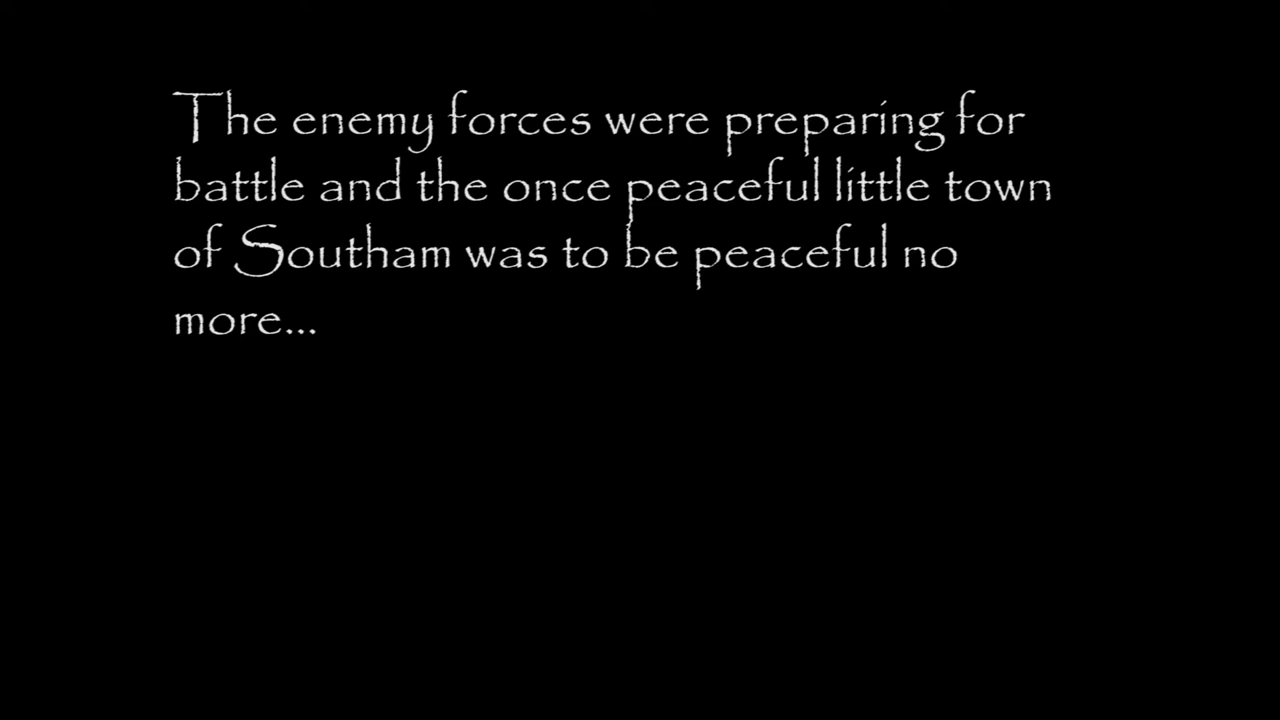 The enemy forces were preparing for
battle and the once peaceful little town
of Southam was to be peaceful no
more...